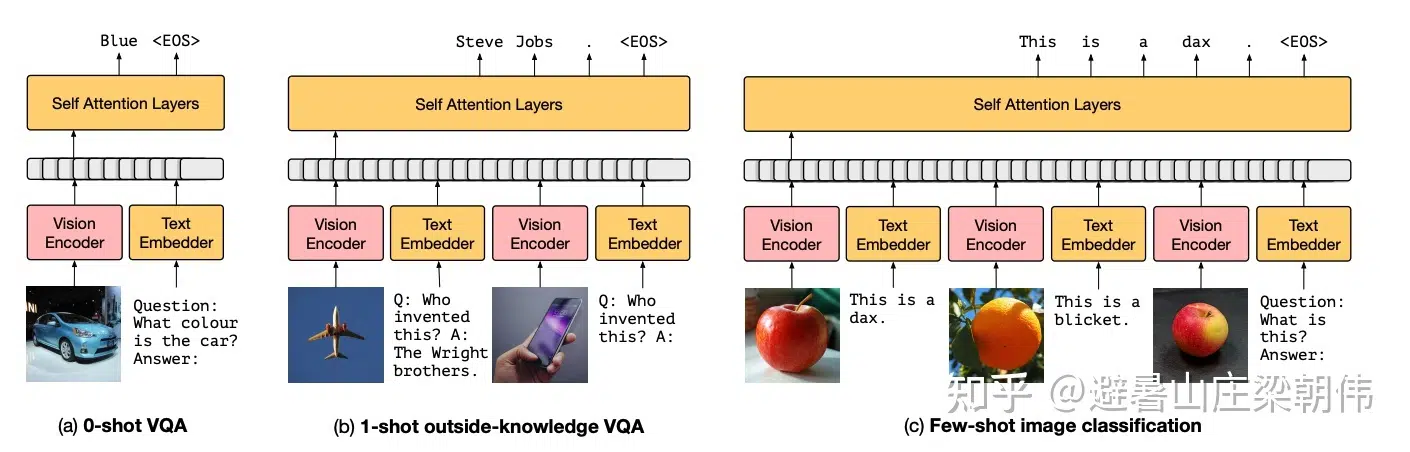 Blue <EOS>
Self Attention Layers
Vision
Encoder
Text
Embedder
NI
Question:
What colour
is the car?
Answer:
(a) 0-shot VQA
Steve Jobs . <EOS>
Self Attention Layers
Vision
Encoder
Text
Embedder
Vision
Encoder
Text
Embedder
Q: Who
invented
this? A:
The Wright
brothers.
Q: Who
invented
this? A:
(b) 1-shot outside-knowledge VQA
This is a dax . <EOS>
Self Attention Layers
Vision
Encoder
Text
Embedder
Vision
Encoder
Text
Embedder
Vision
Encoder
Text
Embedder
This is a
dax.
This is a
blicket.
Question:
What is
this?
Answer:
(c) Few-shot image classification
知乎 @避暑山庄梁朝伟